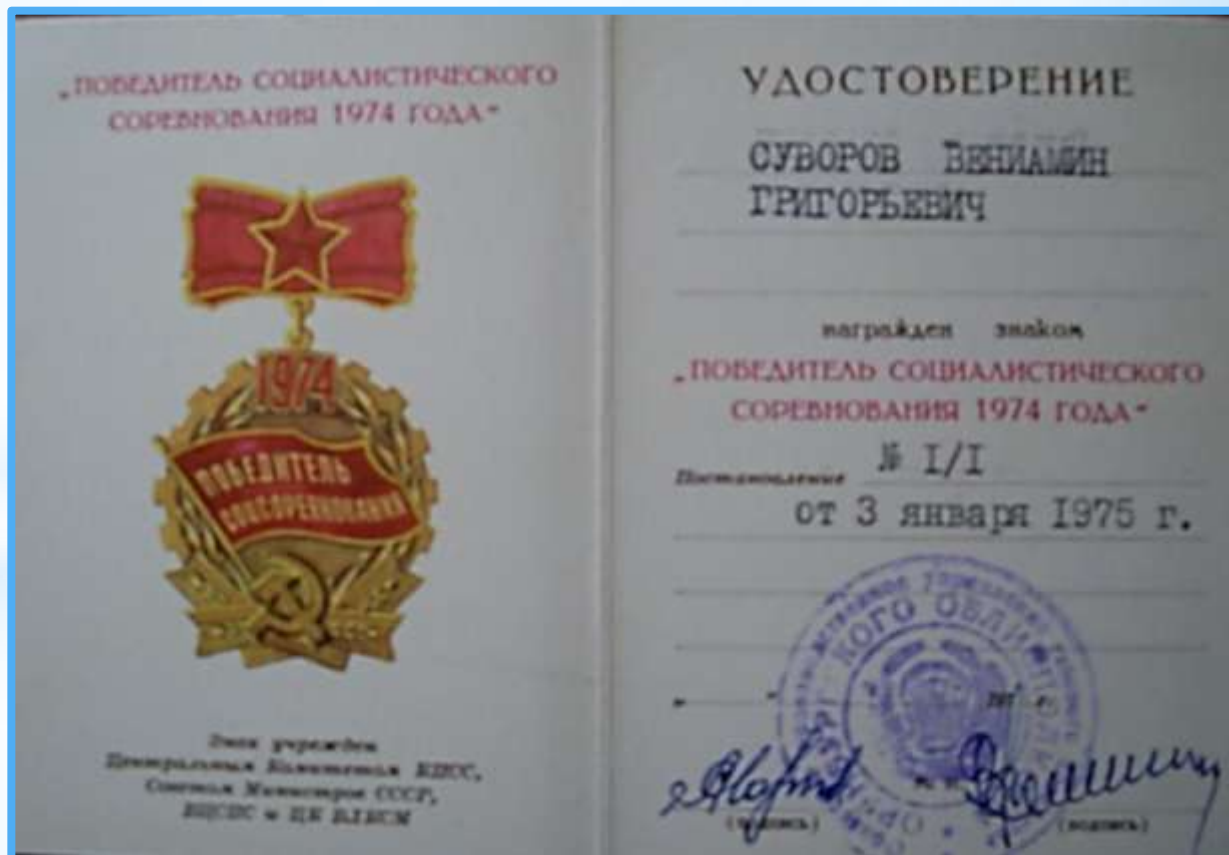 „ПОБЕДИТЕЛЬ СОЦИАЛИСТИЧЕСКОГО
СОРЕВНОВАНИЯ 1974 ГОДА“
1974
ПОБЕДИТЕЛЬ
СОЦСОРЕВНОВАНИЯ
Знак учрежден
Центральным Комитетом КПСС,
Советом Министров СССР,
ВЦСПС и ЦК ВЛКСМ
УДОСТОВЕРЕНИЕ
СУВОРОВ ВЕНИАМИН
ГРИГОРЬЕВИЧ
награжден знаком
„ПОБЕДИТЕЛЬ СОЦИАЛИСТИЧЕСКОГО
СОРЕВНОВАНИЯ 1974 ГОДА“
Постановление № I/I
от 3 января 1975 г.
КОГО ОБЛИСПОЛК
(подпись) (подпись)